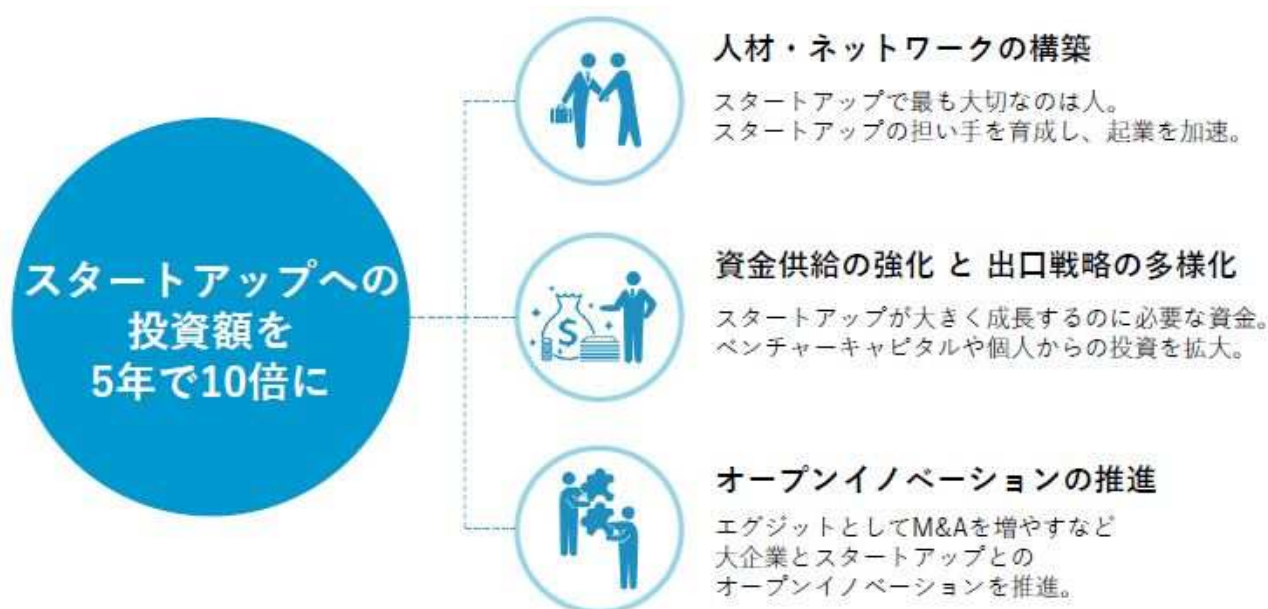 スタートアップへの
投資額を
5年で10倍に
人材・ネットワークの構築
スタートアップで最も大切なのは人。
スタートアップの担い手を育成し、起業を加速。
資金供給の強化 と 出口戦略の多様化
スタートアップが大きく成長するのに必要な資金。
ベンチャーキャピタルや個人からの投資を拡大。
$
オープンイノベーションの推進
エグジットとしてM&Aを増やすなど
大企業とスタートアップとの
オープンイノベーションを推進。